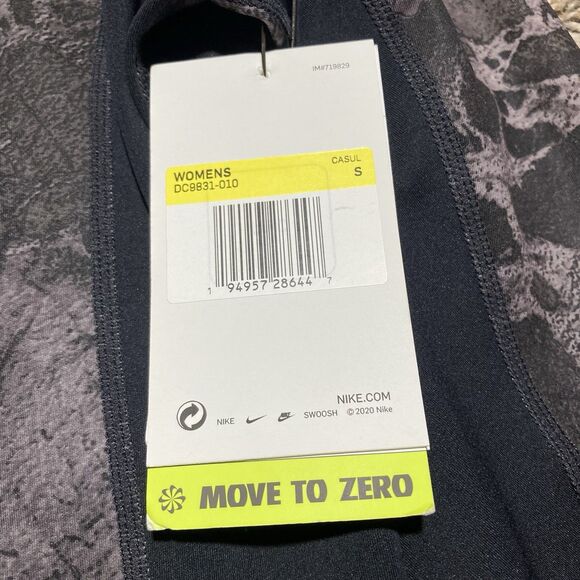 IM#719829
WOMENS CASUL
DC9831-010 S
1 94957 28644 7
NIKE.COM
NIKE SWOOSH © 2020 Nike
MOVE TO ZERO